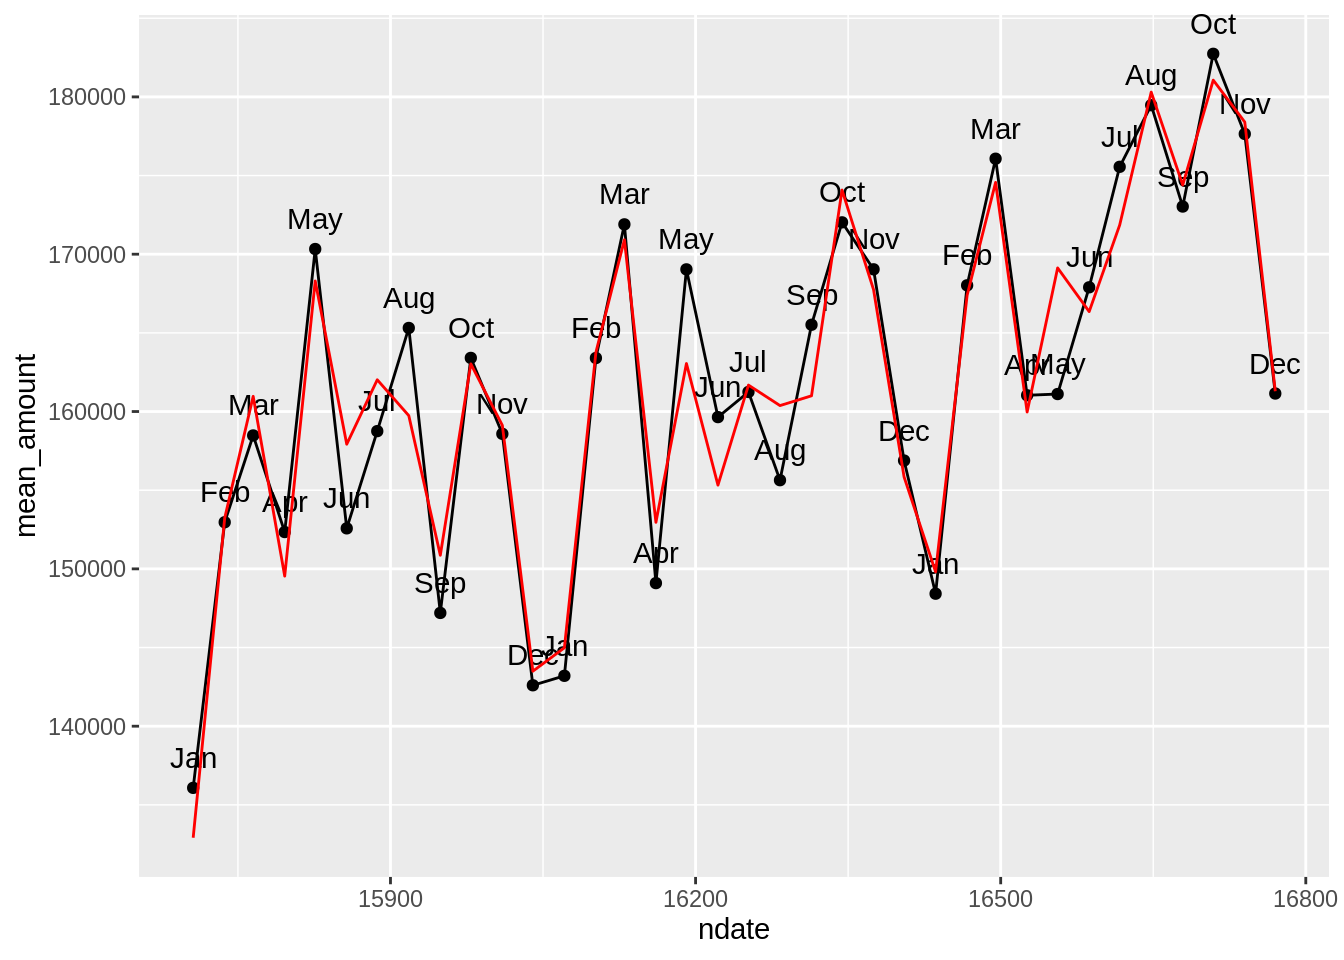 Oct
Aug
Nov
180000
Mar
Jul
Sep
Mar
Oct
May
May
Nov
170000
Feb
Jun
Aug
Sep
Oct
Feb
Jul
Apr
May
Dec
Jun
160000
Mar
Jul
Nov
Dec
Aug
Feb
Apr
Jun
150000
Sep
Apr
Jan
Dec
Jan
140000
Jan
mean_amount
15900
16200
16500
16800
ndate